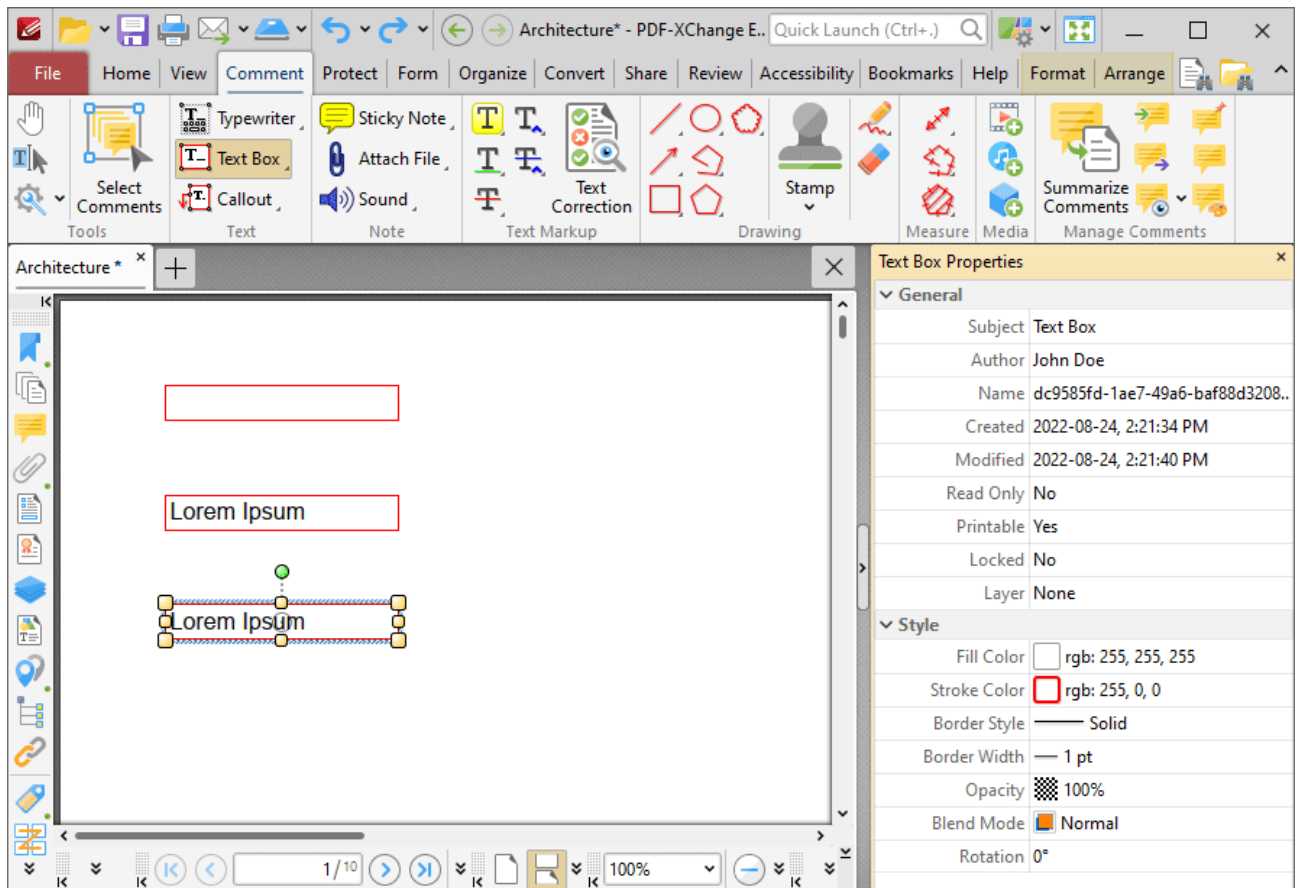 Architecture* - PDF-XChange E.. Quick Launch (Ctrl+.)
File Home View Comment Protect Form Organize Convert Share Review Accessibility Bookmarks Help Format Arrange
Typewriter Sticky Note
Text Box Attach File
Select Comments Callout Sound Text Correction Stamp Summarize Comments
Tools Text Note Text Markup Drawing Measure Media Manage Comments
Architecture *
Lorem Ipsum
Lorem Ipsum
1/10 100%
Text Box Properties
General
Subject Text Box
Author John Doe
Name dc9585fd-1ae7-49a6-baf88d3208..
Created 2022-08-24, 2:21:34 PM
Modified 2022-08-24, 2:21:40 PM
Read Only No
Printable Yes
Locked No
Layer None
Style
Fill Color rgb: 255, 255, 255
Stroke Color rgb: 255, 0, 0
Border Style Solid
Border Width 1 pt
Opacity 100%
Blend Mode Normal
Rotation 0°